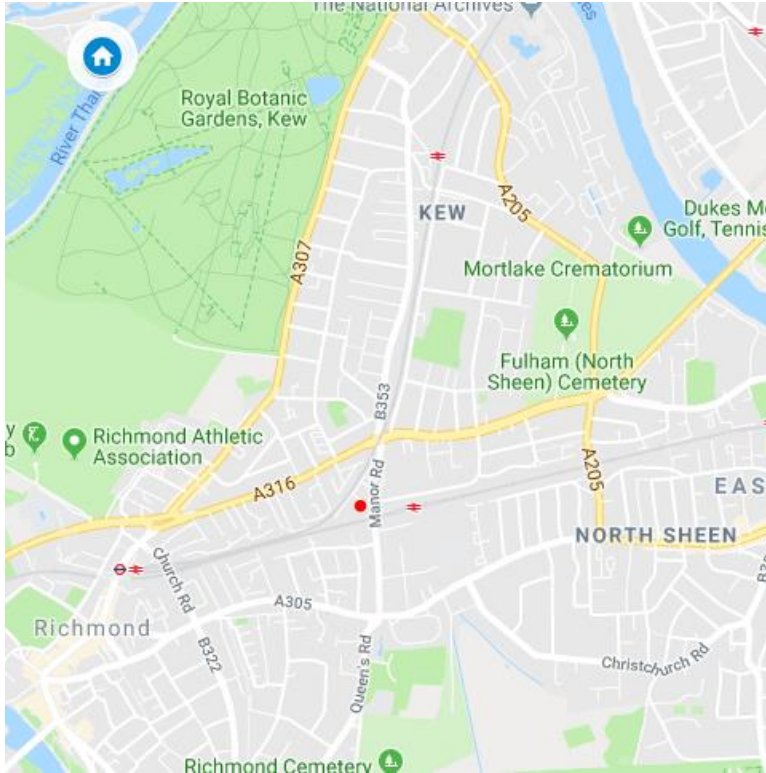 The National Archives
Royal Botanic
Gardens, Kew
River Tha
KEW
A205
Dukes M
Golf, Tennis
A307
Mortlake Crematorium
Fulham (North
Sheen) Cemetery
B353
y
b
Richmond Athletic
Association
A316
Manor Rd
A205
EAS
NORTH SHEEN
church Rd
A305
Richmond
B322
Queen's Rd
Christchurch Rd
Richmond Cemetery